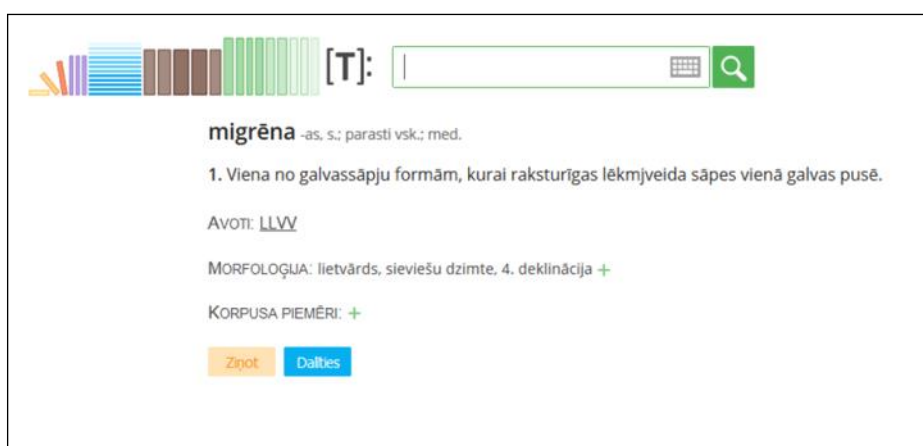 [T]:
migrēna -as, s.; parasti vsk.; med.
1. Viena no galvassāpju formām, kurai raksturīgas lēkmjveida sāpes vienā galvas pusē.
AVOTI: LLVV
MORFOLOĢIJA: lietvārds, sieviešu dzimte, 4. deklinācija +
KORPUSA PIEMĒRI: +
Ziņot Dalīties